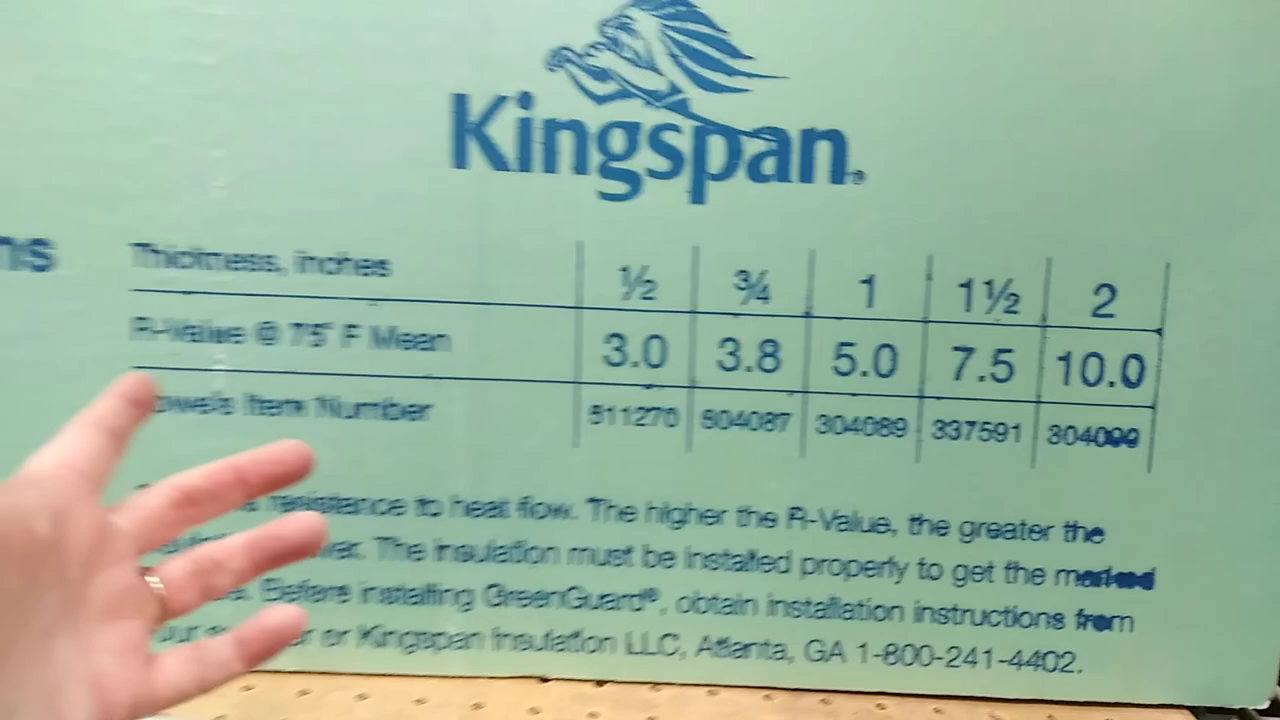 Kingspan®
ns
Thickness, inches ½ ¾ 1 1½ 2
R-Value @ 75° F Mean 3.0 3.8 5.0 7.5 10.0
owe's Item Number 511270 304089 337591
resistance to heat flow. The higher the R-Value, the greater the
The insulation must be installed properly to get the marked
Before installing GreenGuard®, obtain installation instructions from
or Kingspan Insulation LLC, Atlanta, GA 1-800-241-4402.